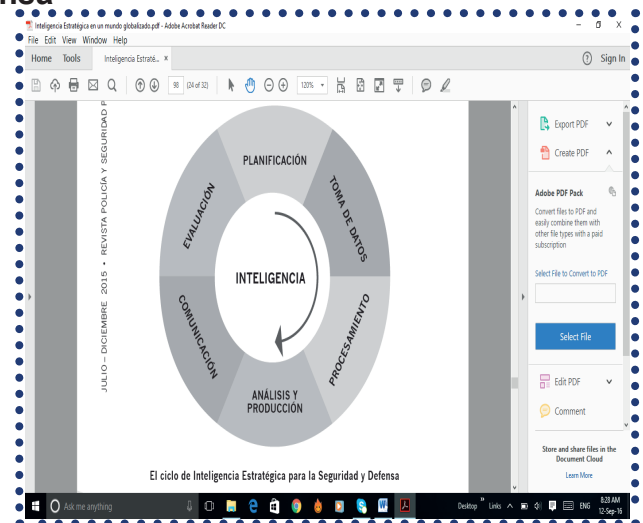 Inteligencia Estratégica en un mundo globalizado.pdf - Adobe Acrobat Reader DC
File Edit View Window Help
Home Tools Inteligencia Estraté... × Sign In
98 (24 of 32) 120%
JULIO – DICIEMBRE 2015 • REVISTA POLICÍA Y SEGURIDAD P
PLANIFICACIÓN
TOMA DE DATOS
PROCESAMIENTO
ANÁLISIS Y
PRODUCCIÓN
COMUNICACIÓN
EVALUACIÓN
INTELIGENCIA
El ciclo de Inteligencia Estratégica para la Seguridad y Defensa
Export PDF
Create PDF
Adobe PDF Pack
Convert files to PDF and
easily combine them with
other file types with a paid
subscription
Select File to Convert to PDF
Select File
Edit PDF
Comment
Store and share files in the
Document Cloud
Learn More
Ask me anything
Desktop Links ENG 8:28 AM
12-Sep-16